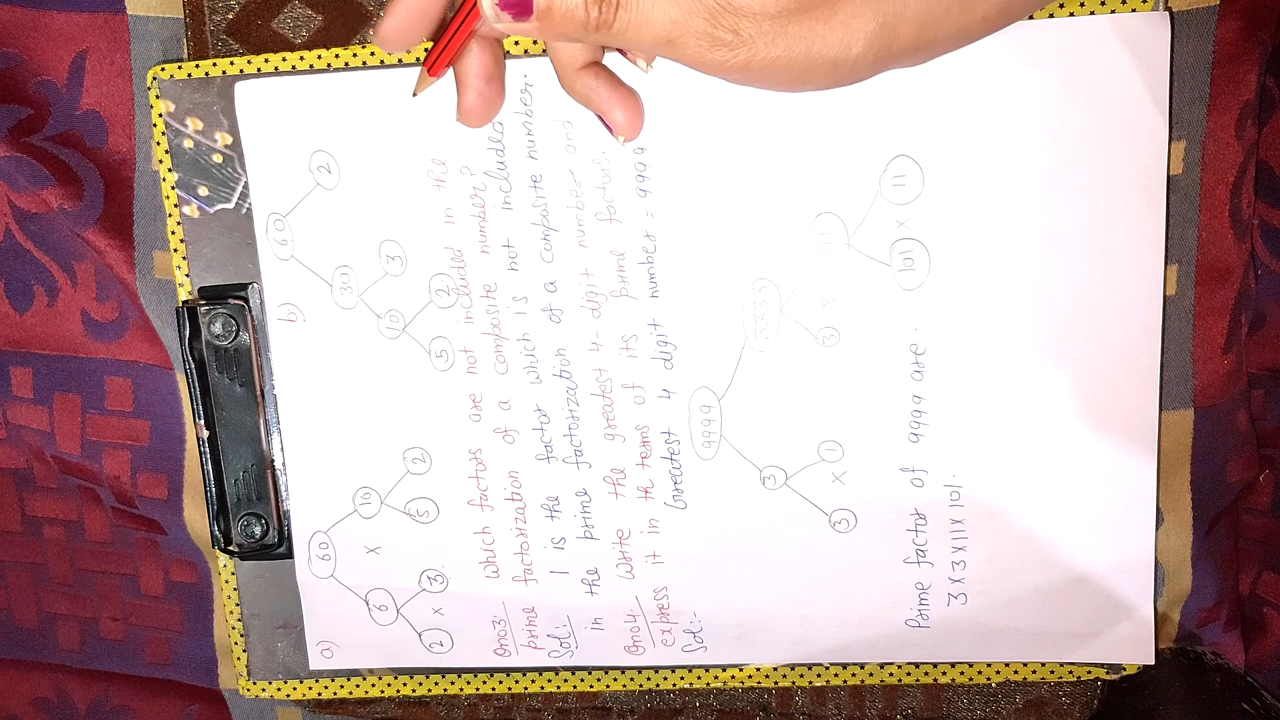 a)
60
6 x 10
2 x 3 5 2
b)
60
30 2
10 3
5 2
Qno3:- Which factors are not included in the
prime factorization of a composite number?
Sol:- 1 is the factor which is not included
in the prime factorization of a composite number.
Qno4:- Write the greatest 4-digit number and
express it in th terms of its prime factors
Sol:- Greatest 4 digit number = 9999
9999
3 3333
3 x 1 3 x
101 x 11
Prime factor of 9999 are.
3 x 3 x 11 x 101.